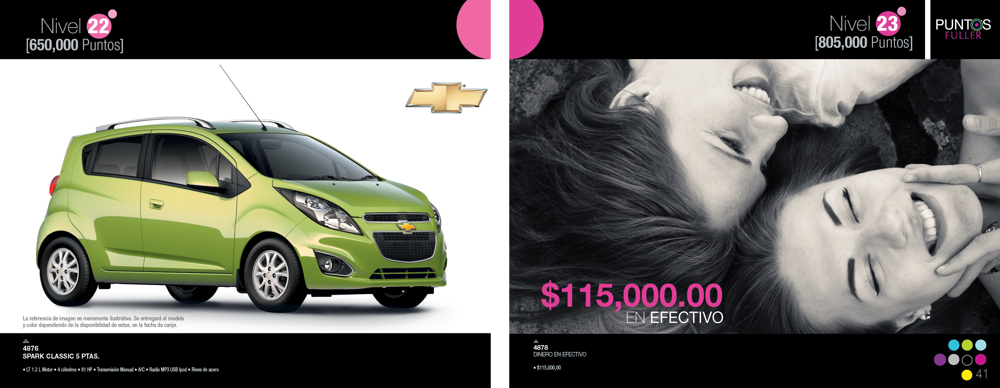 Nivel 22
[650,000 Puntos]
®
La referencia de imagen es meramente ilustrativa. Se entregará el modelo
y color dependiendo de la disponibilidad de estos, en la fecha de canje.
4876
SPARK CLASSIC 5 PTAS.
• LT 1.2 L Motor • 4 cilindros • 81 HP • Transmisión Manual • A/C • Radio MP3 USB Ipod • Rines de acero
Nivel 23
[805,000 Puntos]
PUNTOS
FULLER
$115,000.00
EN EFECTIVO
4878
DINERO EN EFECTIVO
• $115,000,00
41